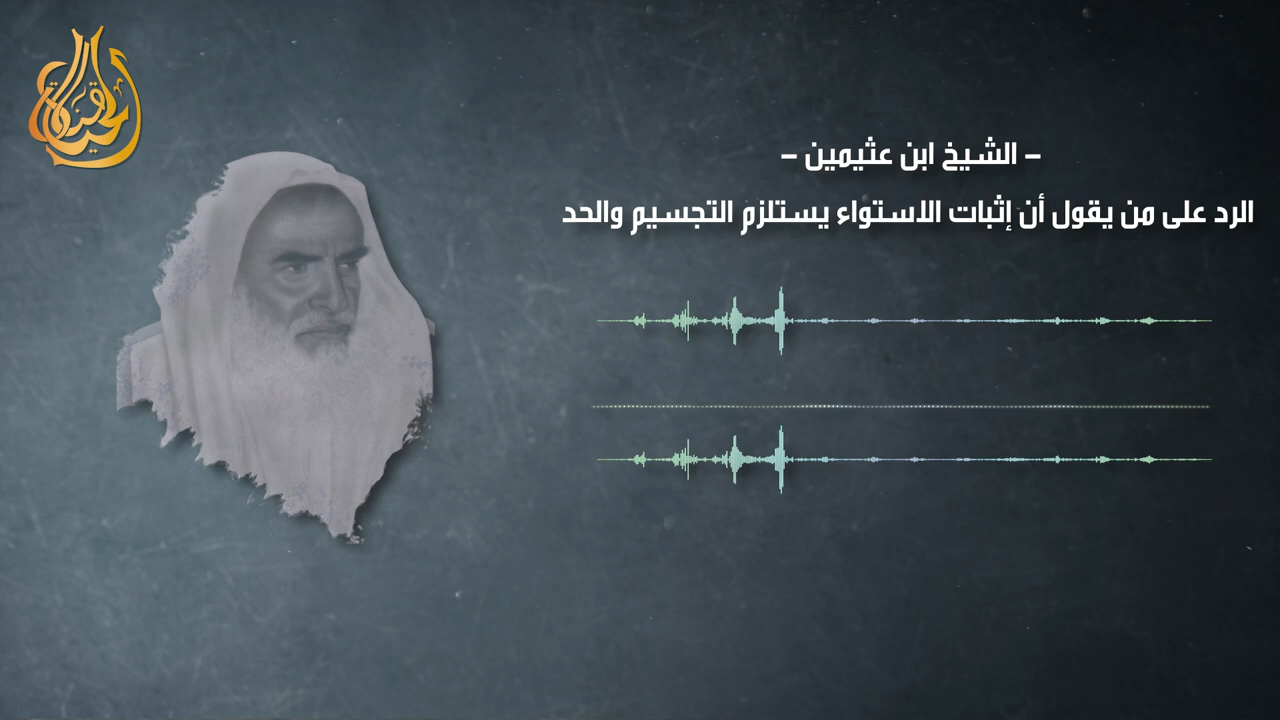 – الشيخ ابن عثيمين –
الرد على من يقول أن إثبات الاستواء يستلزم التجسيم والحد